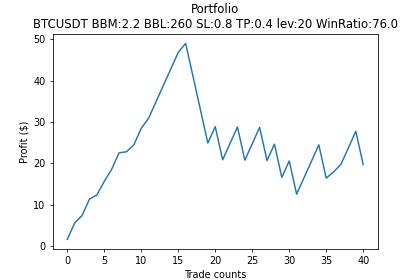 Portfolio
BTCUSDT BBM:2.2 BBL:260 SL:0.8 TP:0.4 lev:20 WinRatio:76.0
50
40
30
20
10
0
Profit ($)
0 5 10 15 20 25 30 35 40
Trade counts